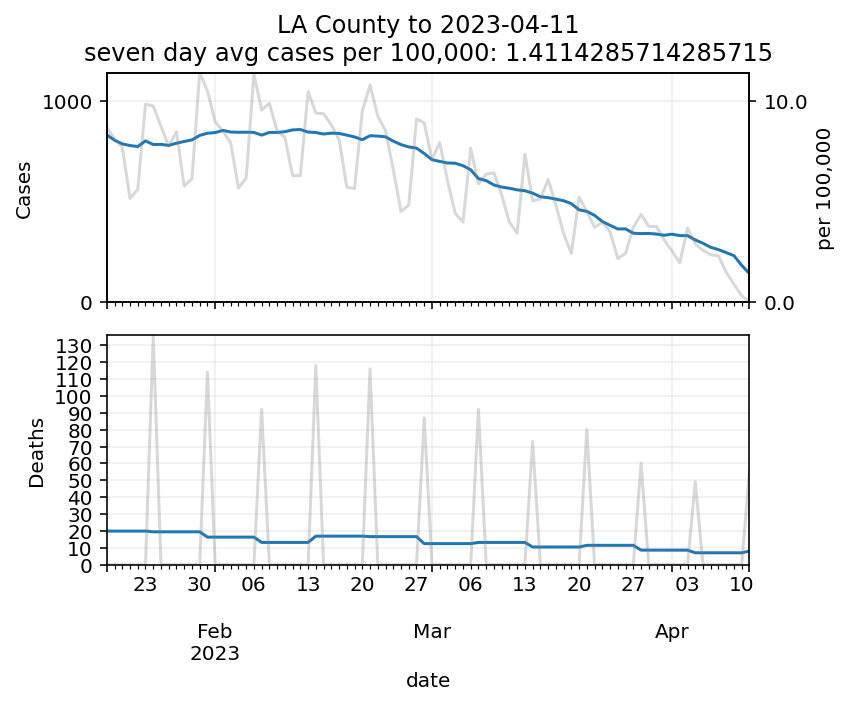 LA County to 2023-04-11
seven day avg cases per 100,000: 1.4114285714285715
1000
0
Cases
10.0
0.0
per 100,000
130
120
110
100
90
80
70
60
50
40
30
20
10
0
Deaths
23 30 06 13 20 27 06 13 20 27 03 10
Feb Mar Apr
2023
date